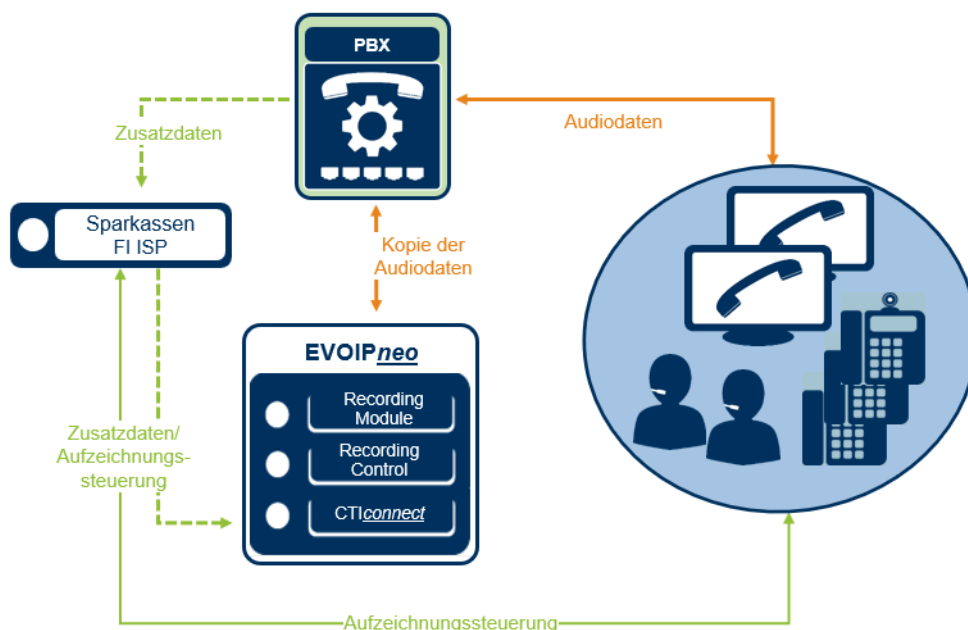 PBX
Zusatzdaten
Audiodaten
Sparkassen
FI ISP
Kopie der
Audiodaten
EVOIPneo
Recording
Module
Recording
Control
CTIconnect
Zusatzdaten/
Aufzeichnungs-
steuerung
Aufzeichnungssteuerung